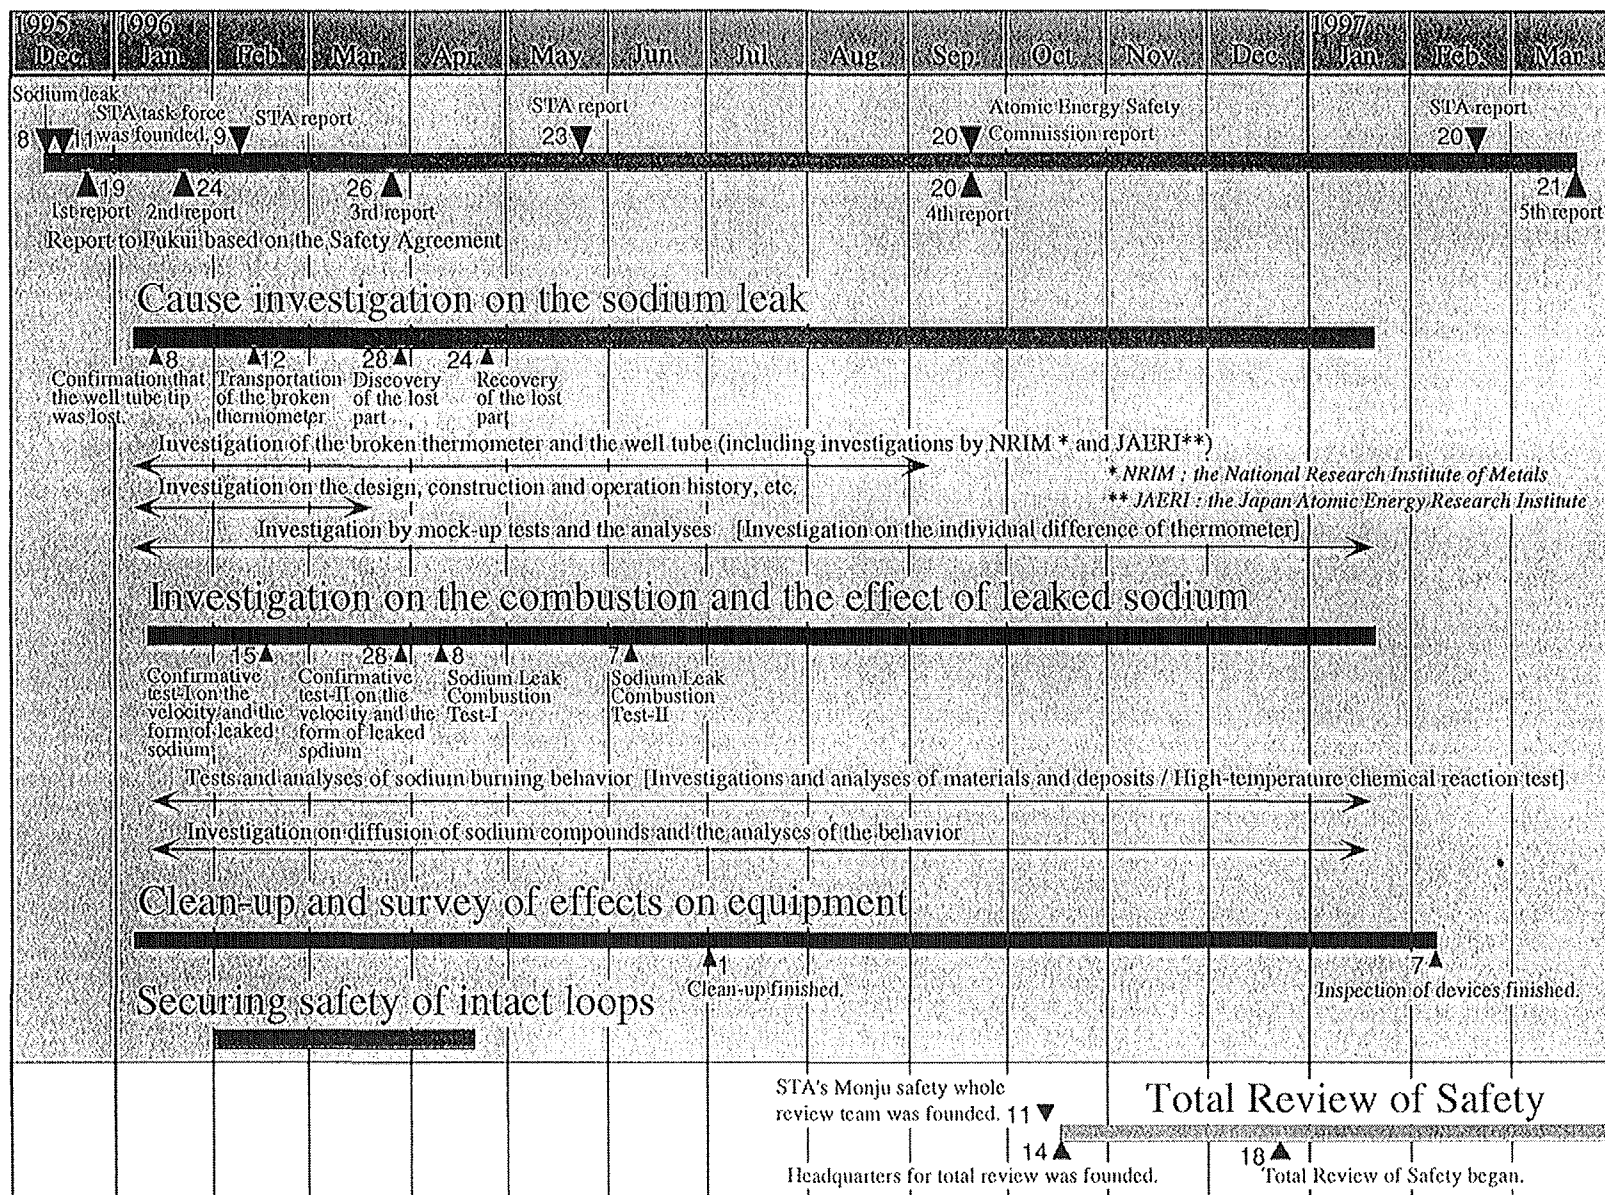 1995 1996 1997
Dec. Jan. Feb. Mar. Apr. May Jun. Jul. Aug Sep. Oct Nov. Dec. Jan. Feb. Mar.
Sodium leak
8
11
STA task force
was founded.
9
STA report
STA report
23
20
Atomic Energy Safety
Commission report
STA report
20
19
1st report
24
2nd report
26
3rd report
20
4th report
21
5th report
Report to Fukui based on the Safety Agreement
Cause investigation on the sodium leak
8
Confirmation that
the well tube tip
was lost.
12
Transportation
of the broken
thermometer
28
Discovery
of the lost
part
24
Recovery
of the lost
part
Investigation of the broken thermometer and the well tube (including investigations by NRIM * and JAERI**)
* NRIM : the National Research Institute of Metals
** JAERI : the Japan Atomic Energy Research Institute
Investigation on the design, construction and operation history, etc.
Investigation by mock-up tests and the analyses [Investigation on the individual difference of thermometer]
Investigation on the combustion and the effect of leaked sodium
15
Confirmative
test-I on the
velocity and the
form of leaked
sodium
28
Confirmative
test-II on the
velocity and the
form of leaked
sodium
8
Sodium Leak
Combustion
Test-I
7
Sodium Leak
Combustion
Test-II
Tests and analyses of sodium burning behavior [Investigations and analyses of materials and deposits / High-temperature chemical reaction test]
Investigation on diffusion of sodium compounds and the analyses of the behavior
Clean-up and survey of effects on equipment
1
Clean-up finished.
7
Inspection of devices finished.
Securing safety of intact loops
STA's Monju safety whole
review team was founded. 11
Total Review of Safety
14
Headquarters for total review was founded.
18
Total Review of Safety began.